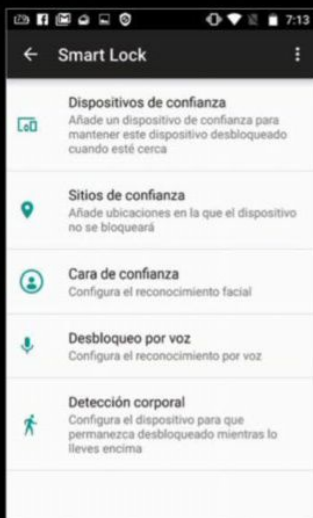 7:13
Smart Lock
Dispositivos de confianza
Añade un dispositivo de confianza para
mantener este dispositivo desbloqueado
cuando esté cerca
Sitios de confianza
Añade ubicaciones en la que el dispositivo
no se bloqueará
Cara de confianza
Configura el reconocimiento facial
Desbloqueo por voz
Configura el reconocimiento por voz
Detección corporal
Configura el dispositivo para que
permanezca desbloqueado mientras lo
lleves encima